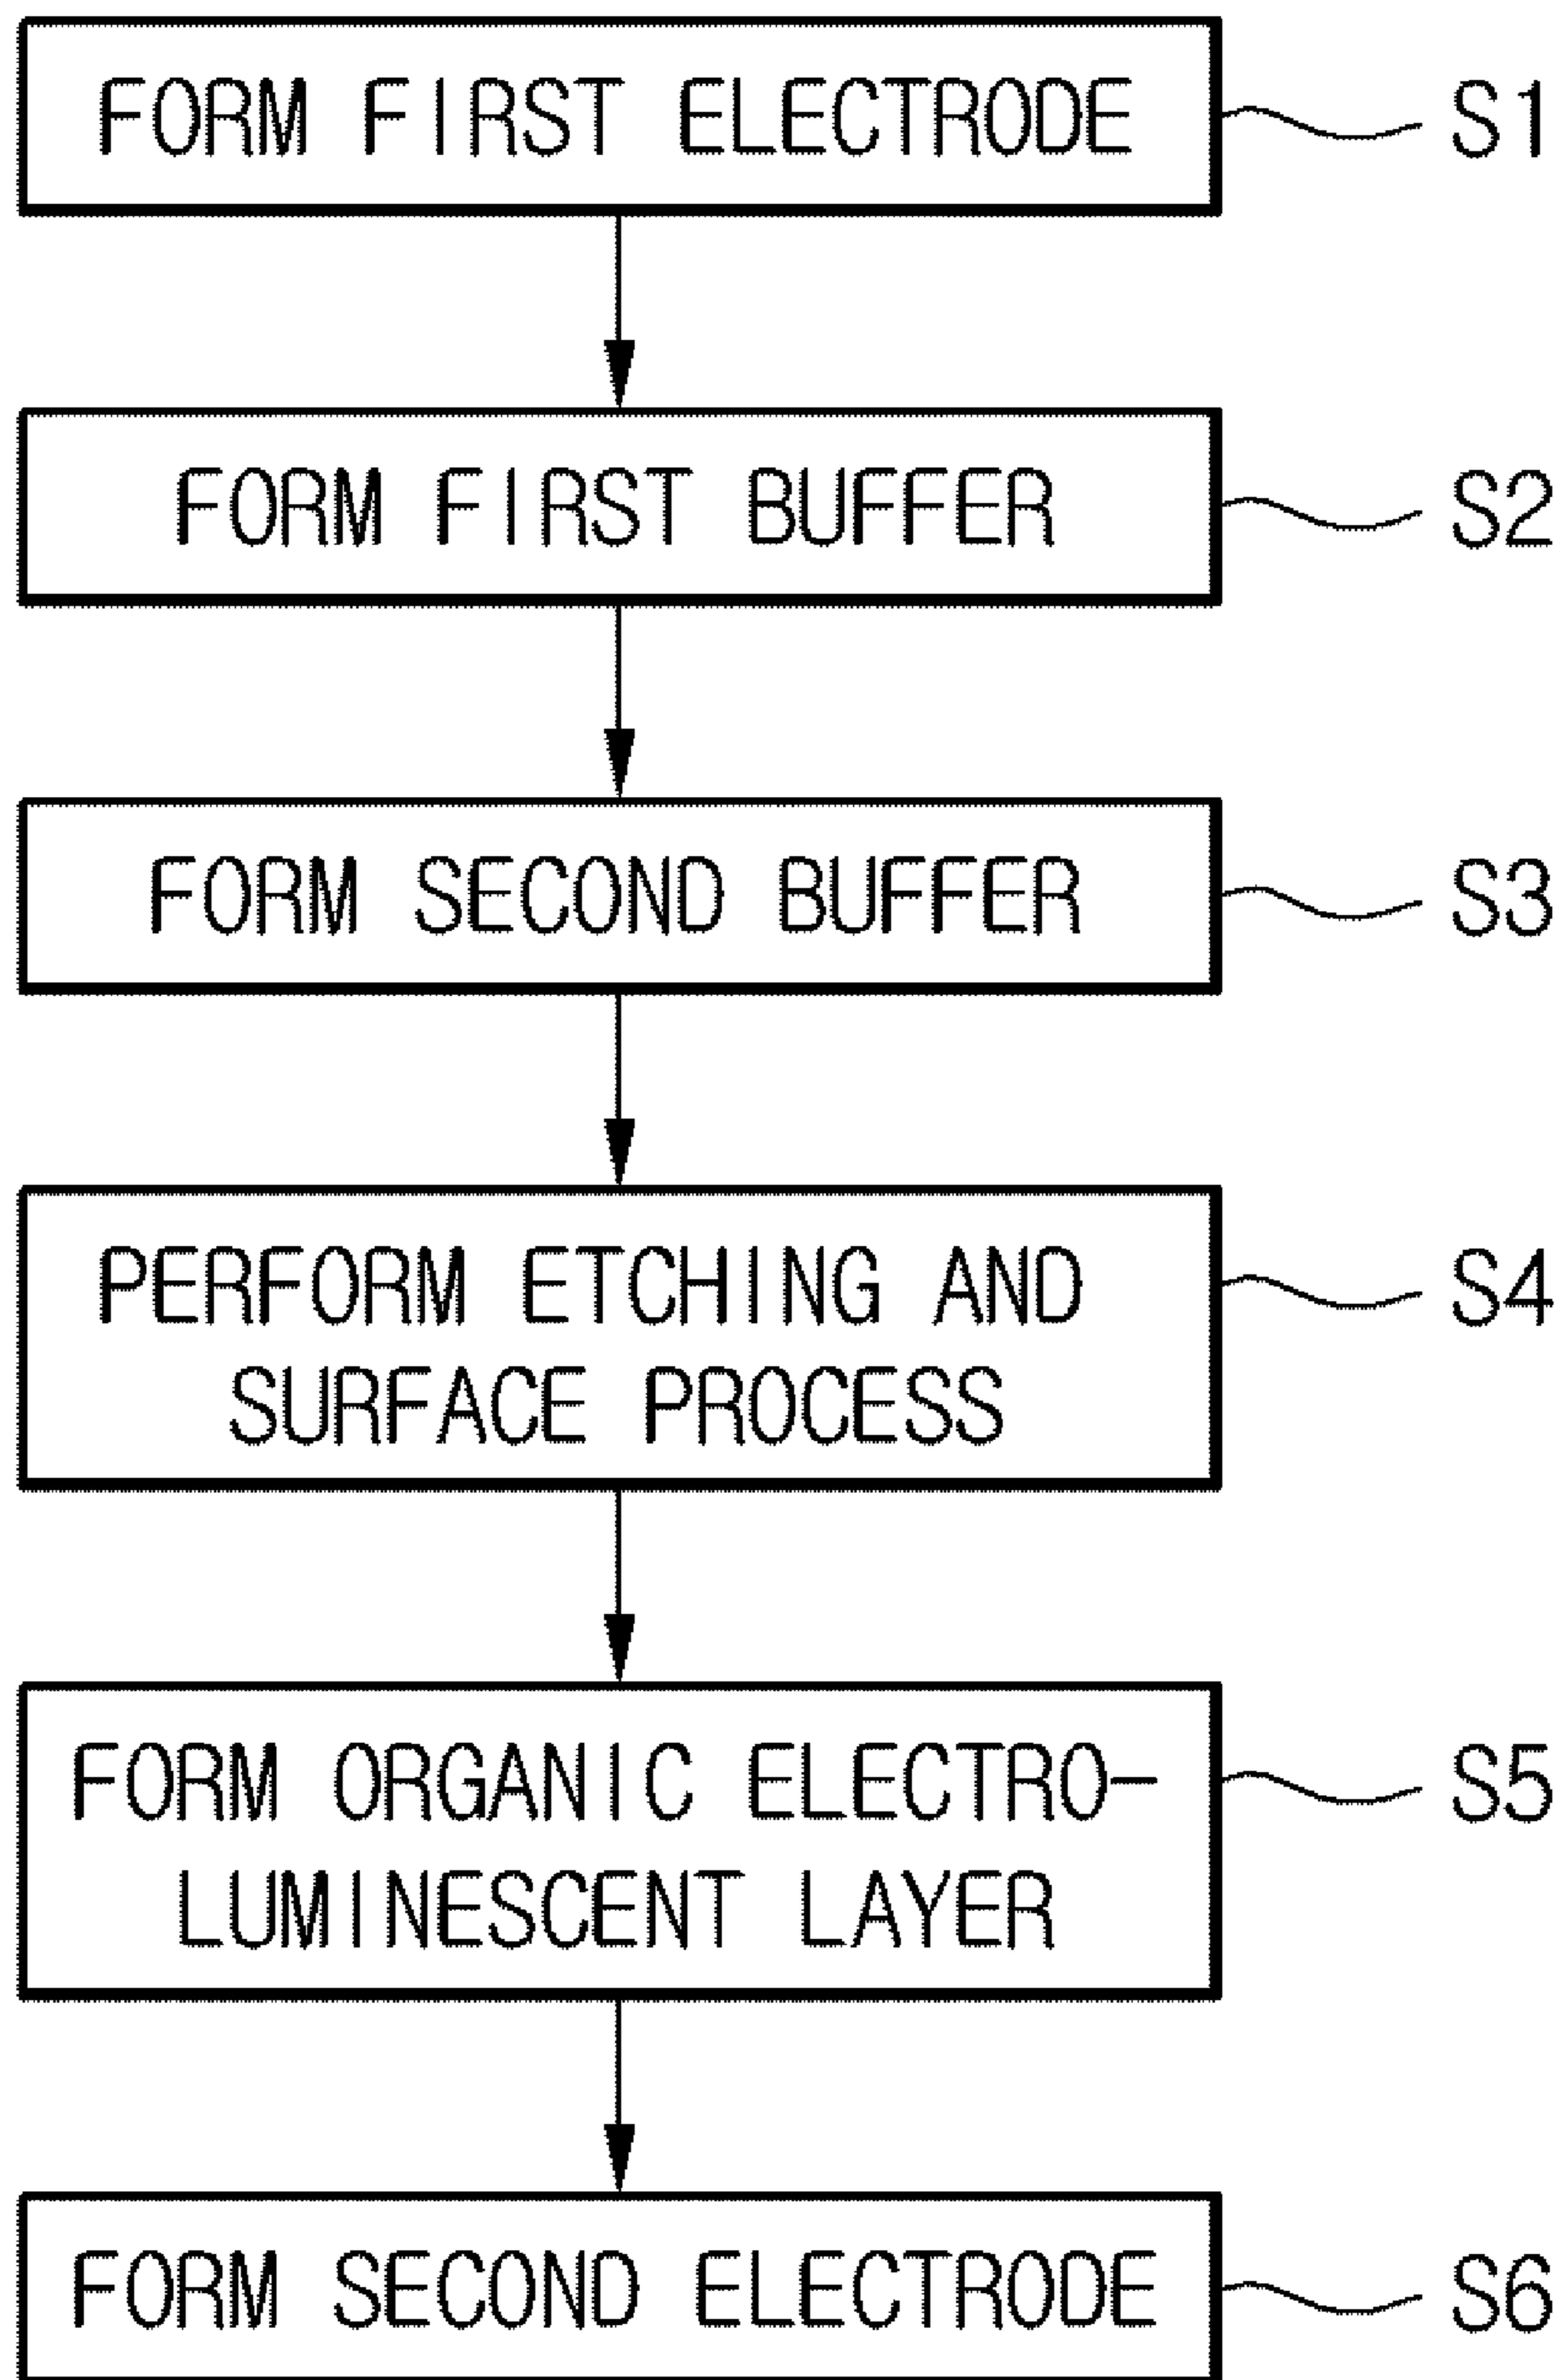 FORM FIRST ELECTRODE S1
FORM FIRST BUFFER S2
FORM SECOND BUFFER S3
PERFORM ETCHING AND S4
SURFACE PROCESS
FORM ORGANIC ELECTRO- S5
LUMINESCENT LAYER
FORM SECOND ELECTRODE S6